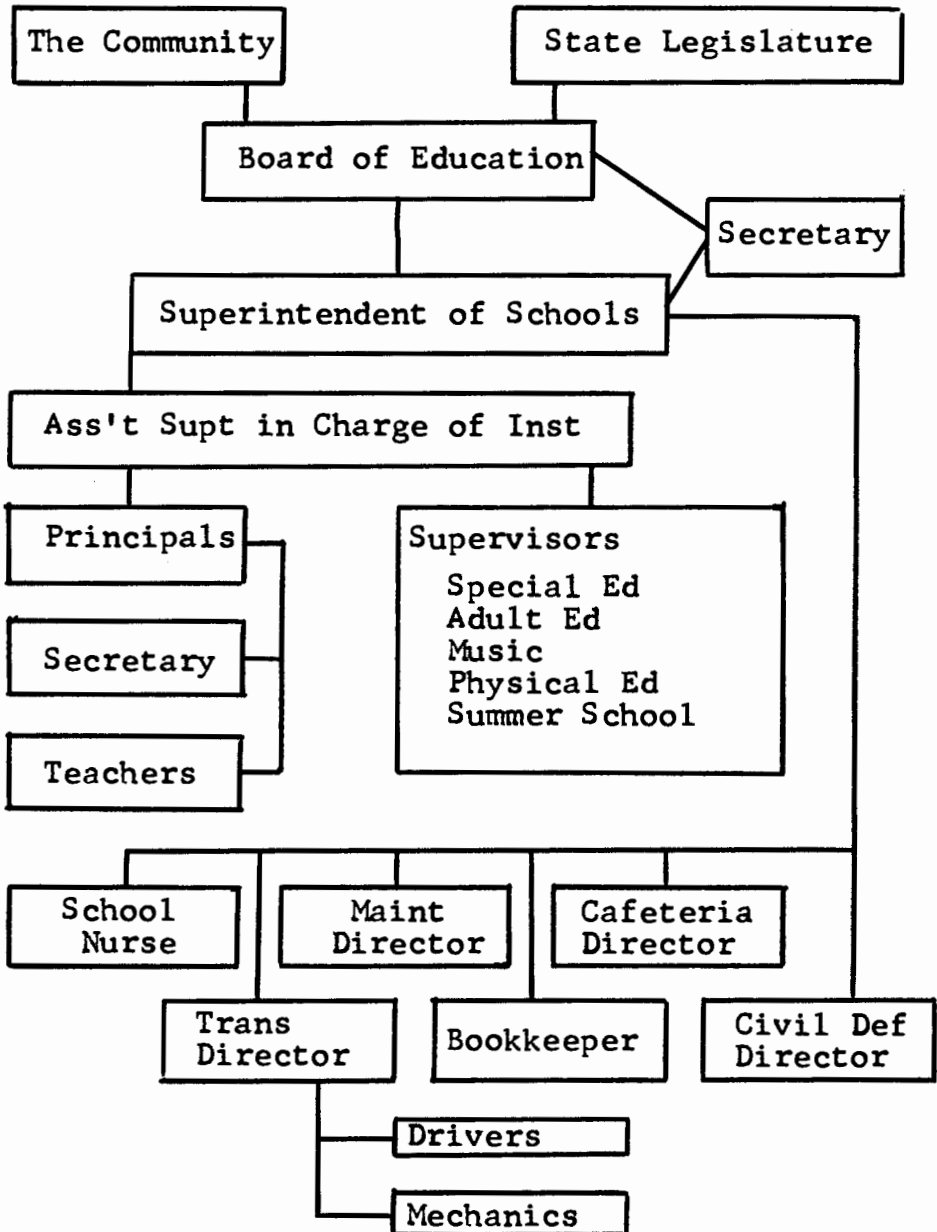 The Community
State Legislature
Board of Education
Secretary
Superintendent of Schools
Ass't Supt in Charge of Inst
Principals
Secretary
Teachers
Supervisors
Special Ed
Adult Ed
Music
Physical Ed
Summer School
School
Nurse
Maint
Director
Cafeteria
Director
Trans
Director
Bookkeeper
Civil Def
Director
Drivers
Mechanics